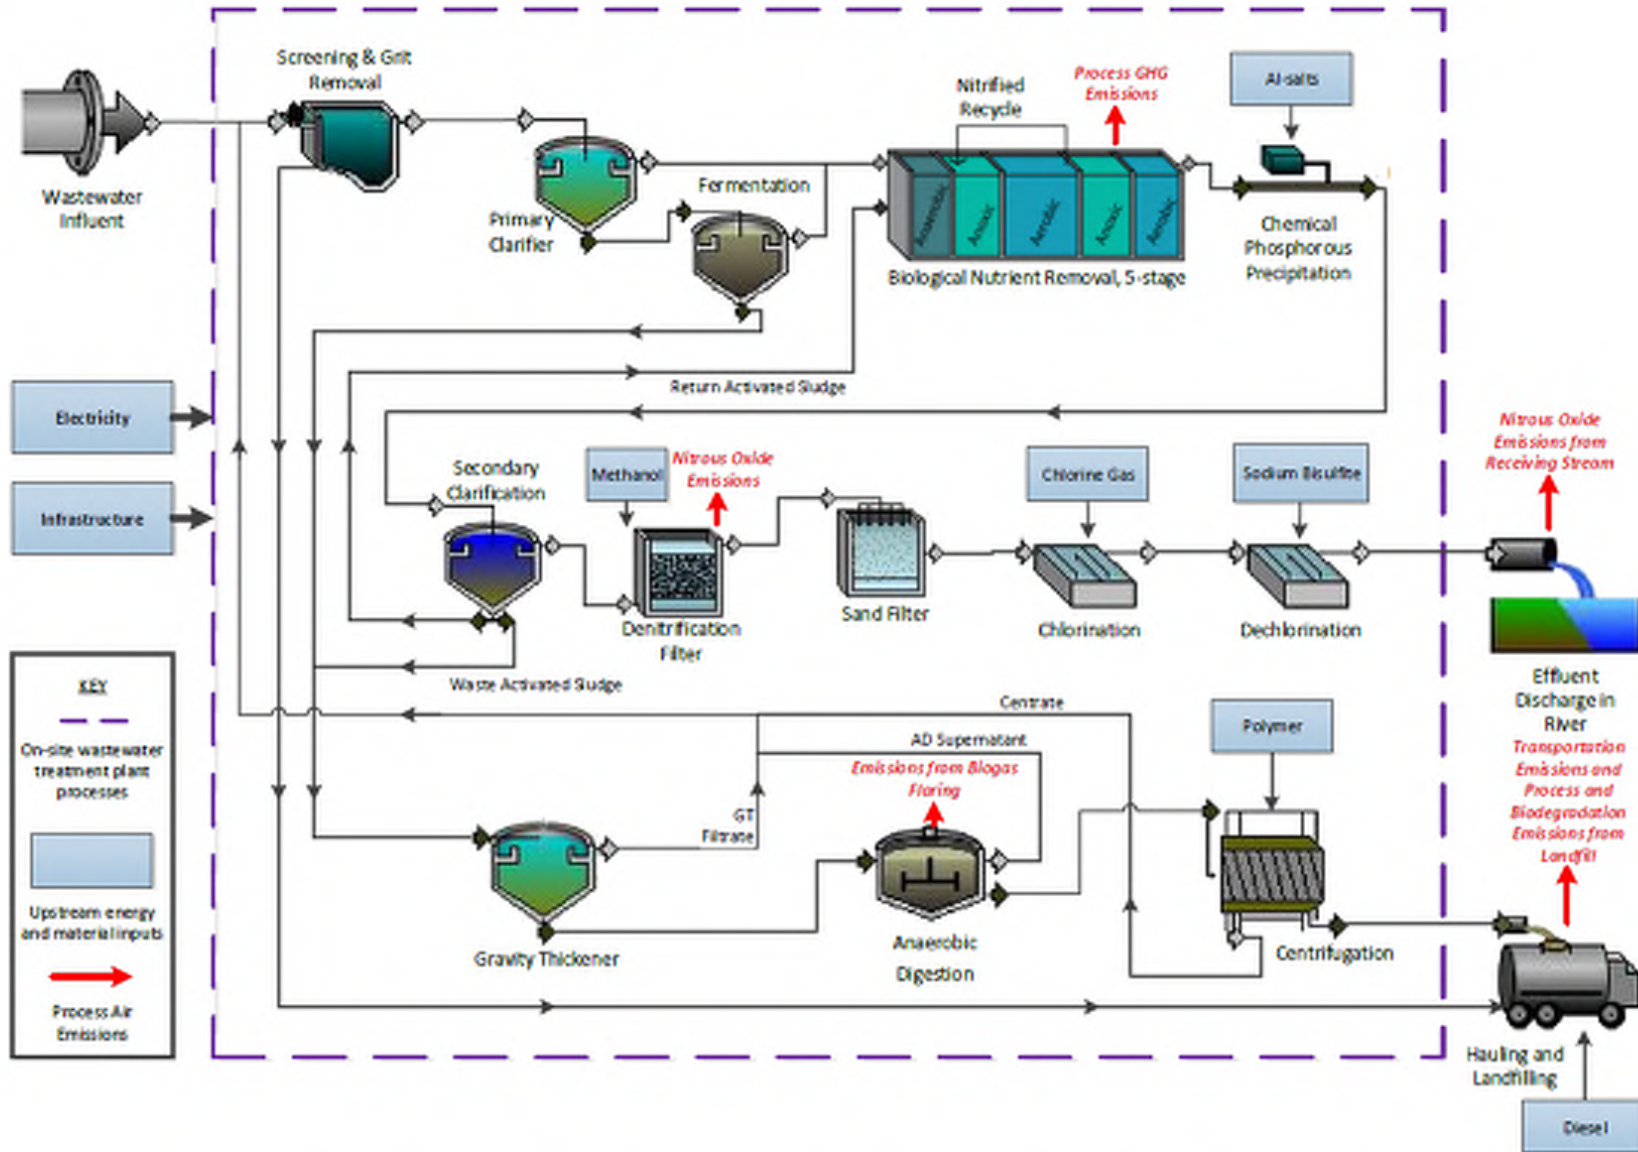 Screening & Grit
Removal
Wastewater
Influent
Primary
Clarifier
Fermentation
Nitrified
Recycle
Process GHG
Emissions
Al-salts
Anaerobic
Anoxic
Aerobic
Anoxic
Aerobic
Biological Nutrient Removal, 5-stage
Chemical
Phosphorous
Precipitation
Return Activated Sludge
Electricity
Infrastructure
Secondary
Clarification
Methanol
Nitrous Oxide
Emissions
Denitrification
Filter
Sand Filter
Chlorine Gas
Chlorination
Sodium Bisulfite
Dechlorination
Nitrous Oxide
Emissions from
Receiving Stream
Effluent
Discharge in
River
Waste Activated Sludge
Centrate
AD Supernatant
Emissions from Biogas
Flaring
GT
Filtrate
Gravity Thickener
Anaerobic
Digestion
Polymer
Centrifugation
Transportation
Emissions and
Process and
Biodegradation
Emissions from
Landfill
Hauling and
Landfilling
Diesel
KEY
On-site wastewater
treatment plant
processes
Upstream energy
and material inputs
Process Air
Emissions